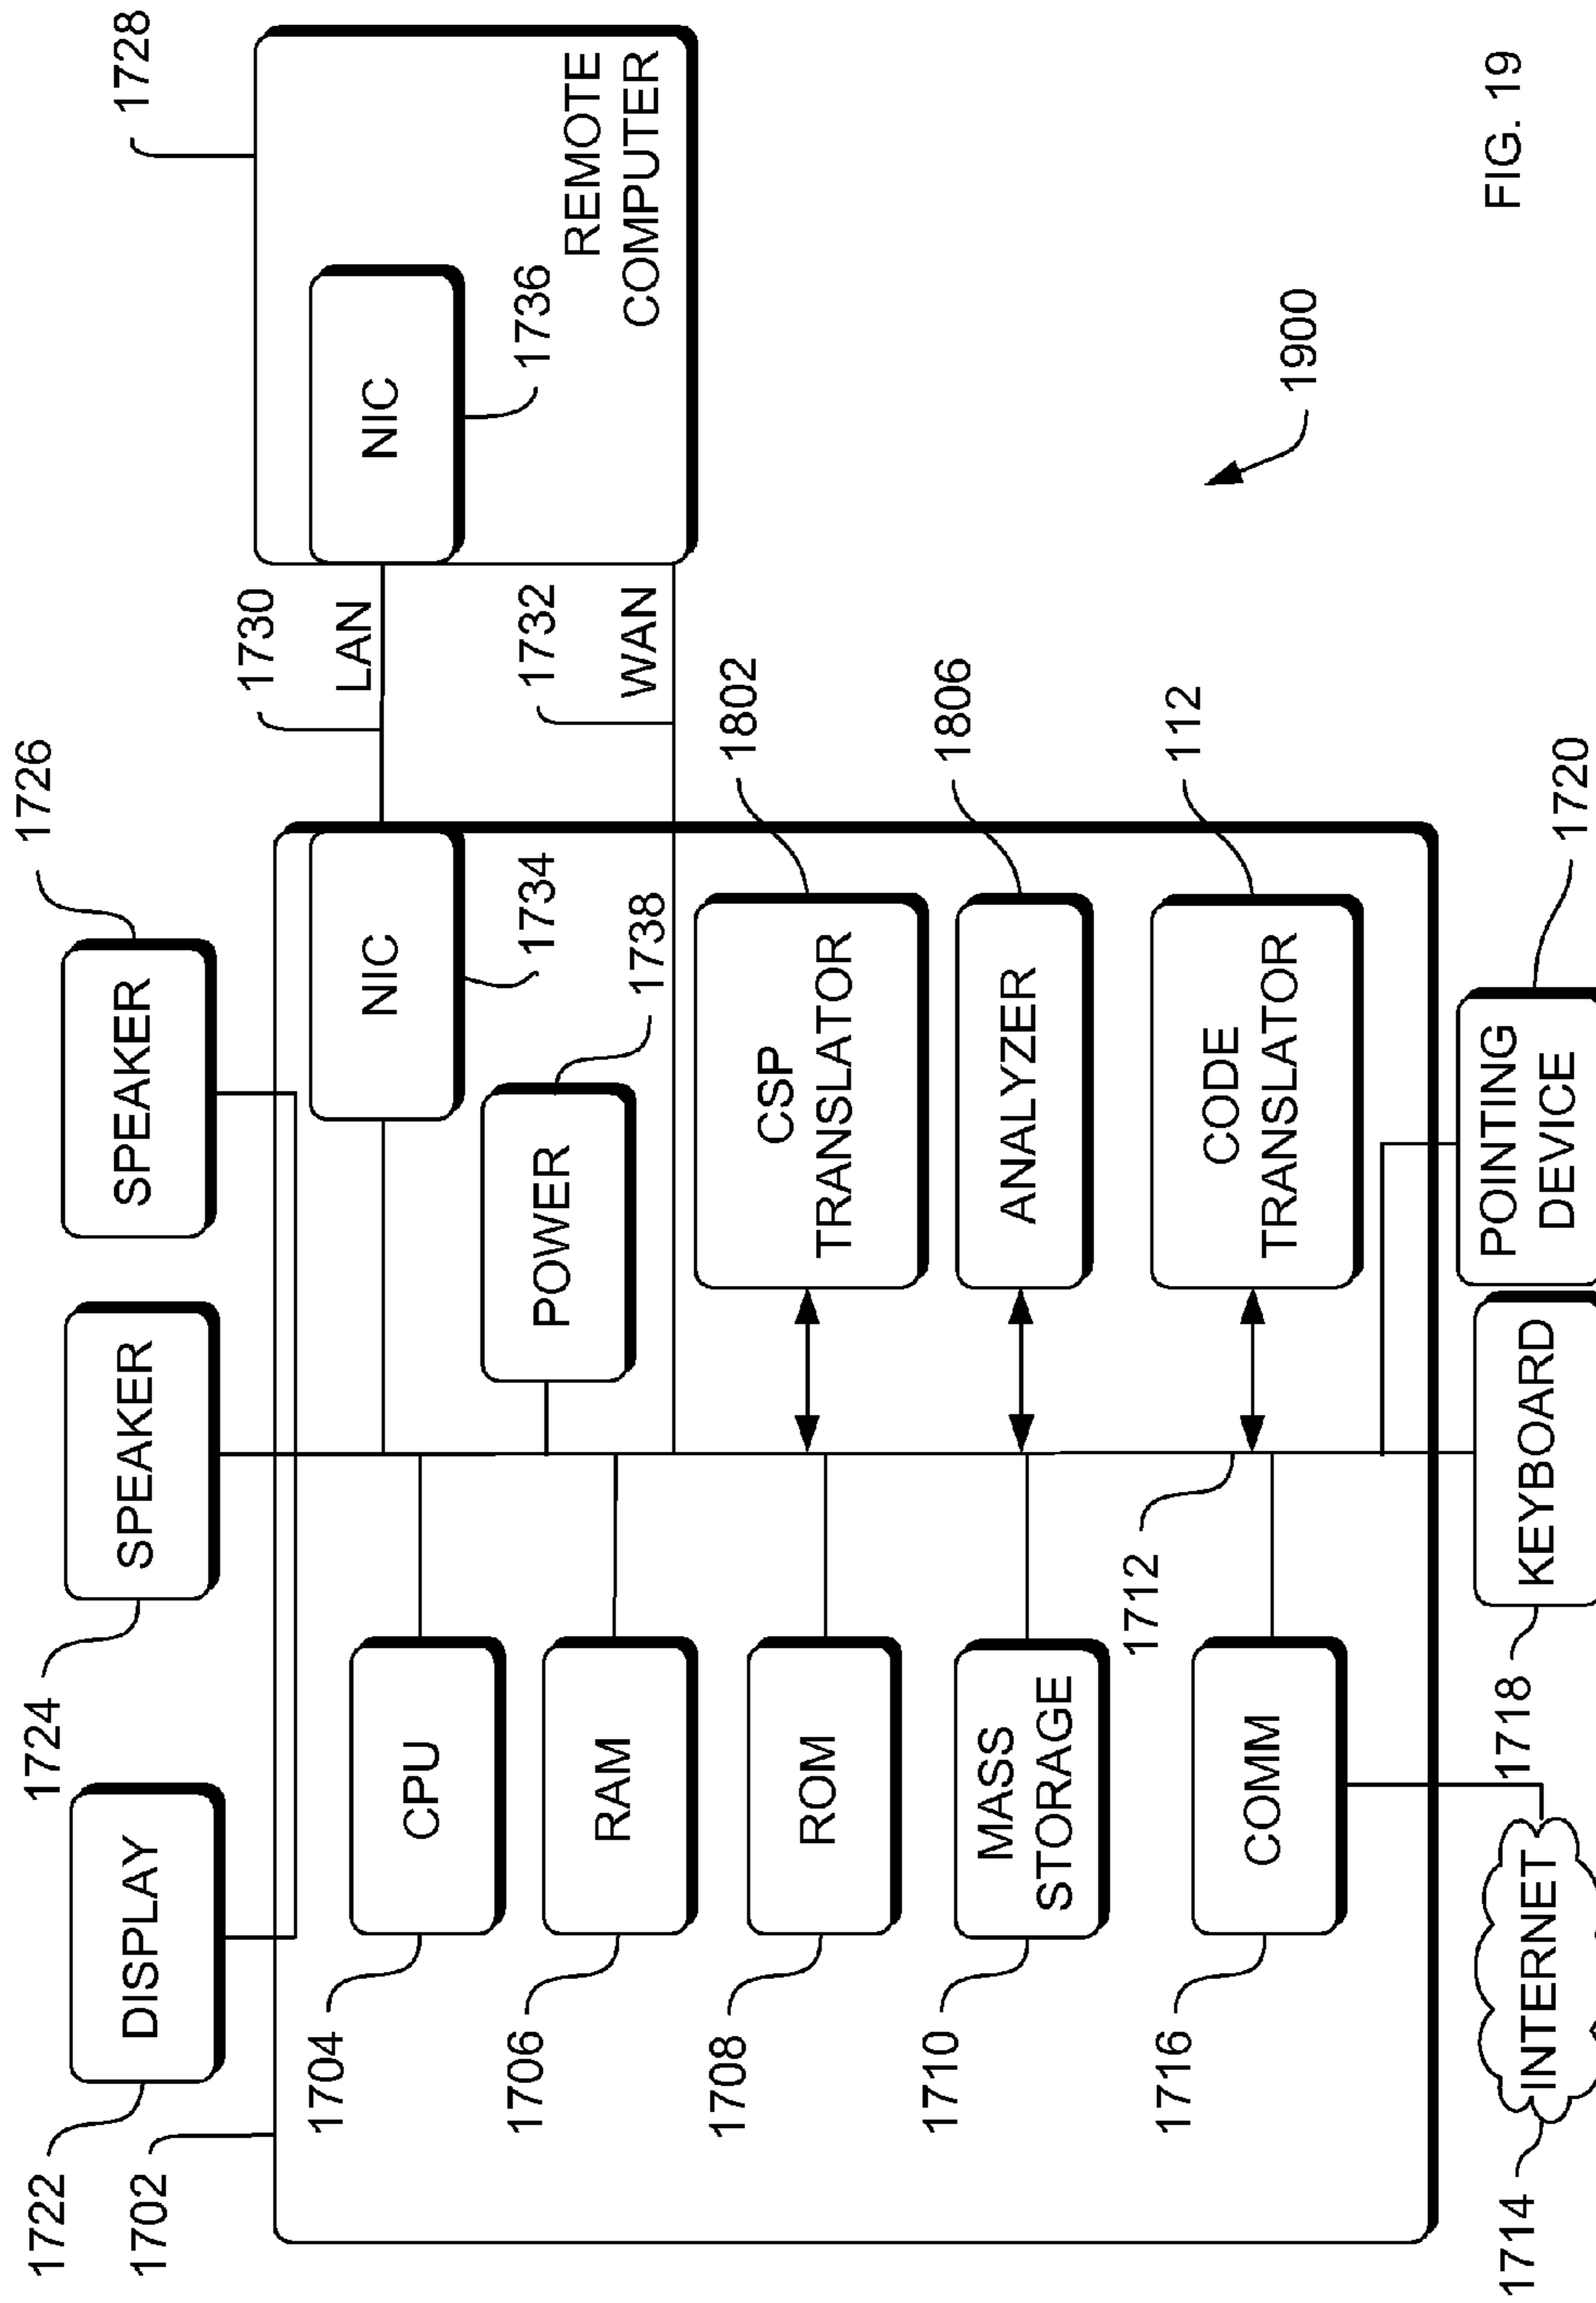 1722
DISPLAY
1724
SPEAKER
SPEAKER
1726
1702
1704
CPU
NIC
1734
1730
LAN
NIC
1736
1728
REMOTE
COMPUTER
1706
RAM
POWER
1738
1732
WAN
1708
ROM
CSP
TRANSLATOR
1802
1710
MASS
STORAGE
ANALYZER
1806
1712
1716
COMM
CODE
TRANSLATOR
112
1900
1714
INTERNET
1718
KEYBOARD
POINTING
DEVICE
1720
FIG. 19